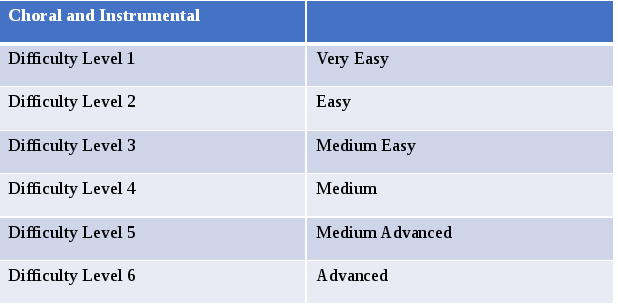 Choral and Instrumental
Difficulty Level 1 Very Easy
Difficulty Level 2 Easy
Difficulty Level 3 Medium Easy
Difficulty Level 4 Medium
Difficulty Level 5 Medium Advanced
Difficulty Level 6 Advanced